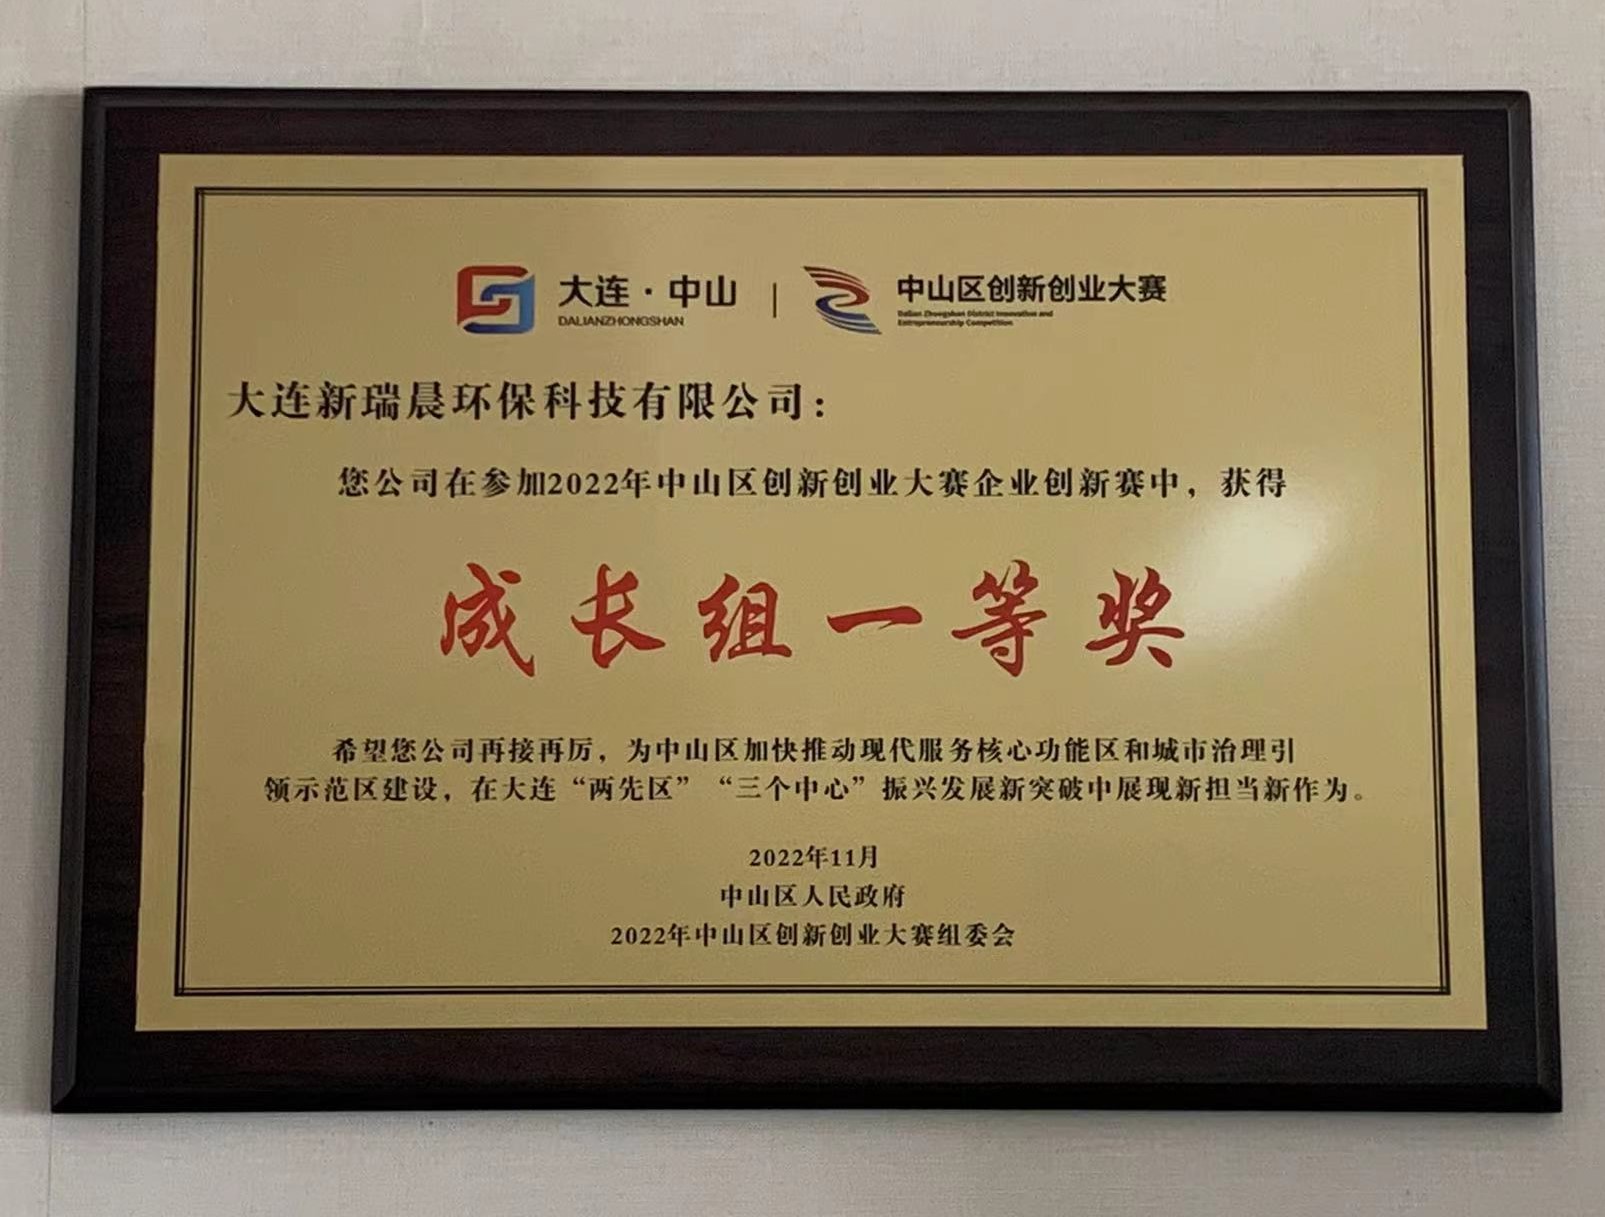 大连·中山
DALIANZHONGSHAN
中山区创新创业大赛
Dalian Zhongshan District Innovation and
Entrepreneurship Competition
大连新瑞晨环保科技有限公司：
您公司在参加2022年中山区创新创业大赛企业创新赛中，获得
成长组一等奖
希望您公司再接再厉，为中山区加快推动现代服务核心功能区和城市治理引
领示范区建设，在大连“两先区”“三个中心”振兴发展新突破中展现新担当新作为。
2022年11月
中山区人民政府
2022年中山区创新创业大赛组委会